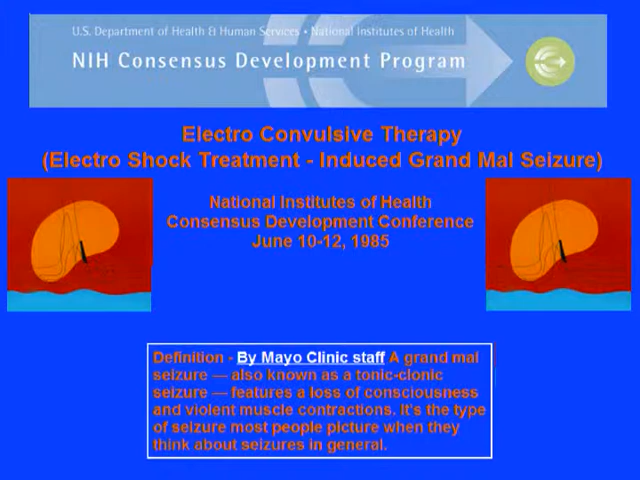 U.S. Department of Health & Human Services • National Institutes of Health
NIH Consensus Development Program
Electro Convulsive Therapy
(Electro Shock Treatment - Induced Grand Mal Seizure)
National Institutes of Health
Consensus Development Conference
June 10-12, 1985
Definition - By Mayo Clinic staff A grand mal
seizure — also known as a tonic-clonic
seizure — features a loss of consciousness
and violent muscle contractions. It's the type
of seizure most people picture when they
think about seizures in general.